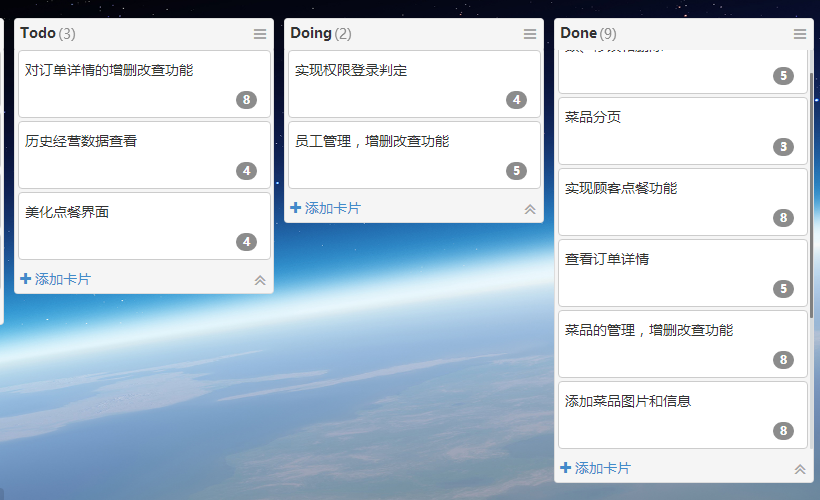 Todo (3)
对订单详情的增删改查功能
8
历史经营数据查看
4
美化点餐界面
4
添加卡片
Doing (2)
实现权限登录判定
4
员工管理，增删改查功能
5
添加卡片
Done (9)
5
菜品分页
3
实现顾客点餐功能
8
查看订单详情
5
菜品的管理，增删改查功能
8
添加菜品图片和信息
8
添加卡片